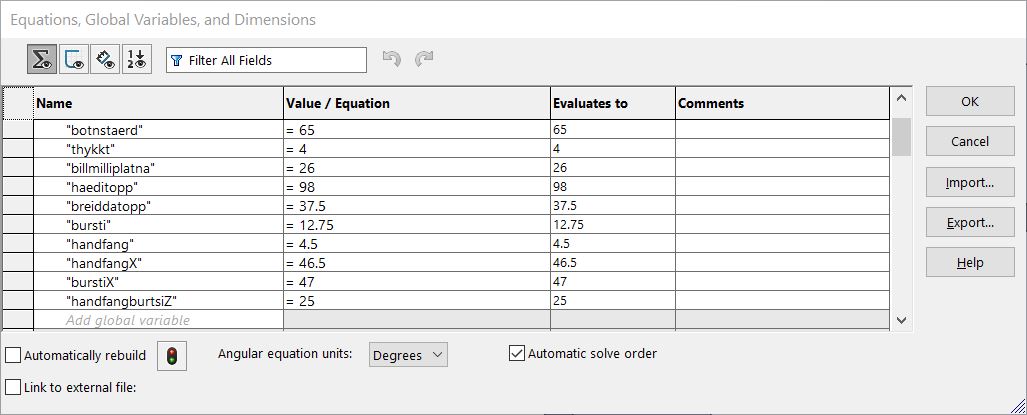 Equations, Global Variables, and Dimensions
Filter All Fields
Name Value / Equation Evaluates to Comments
"botnstaerd" = 65 65
"thykkt" = 4 4
"billmilliplatna" = 26 26
"haeditopp" = 98 98
"breiddatopp" = 37.5 37.5
"bursti" = 12.75 12.75
"handfang" = 4.5 4.5
"handfangX" = 46.5 46.5
"burstiX" = 47 47
"handfangburtsiZ" = 25 25
Add global variable
OK
Cancel
Import...
Export...
Help
Automatically rebuild Angular equation units: Degrees Automatic solve order
Link to external file: